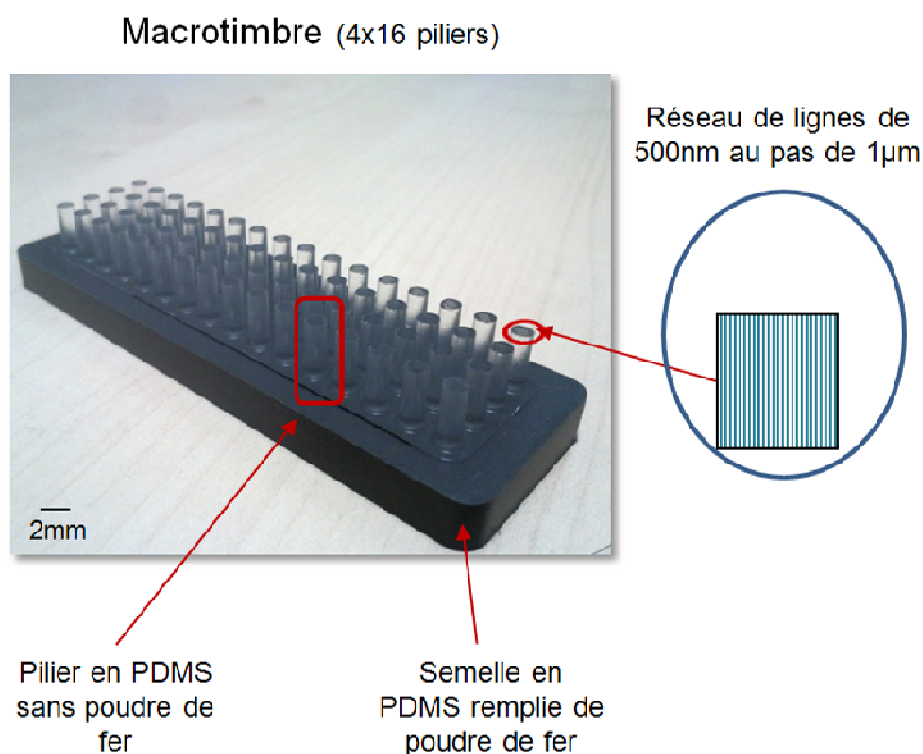 Macrotimbre (4x16 piliers)
Réseau de lignes de
500nm au pas de 1µm
2mm
Pilier en PDMS
sans poudre de
fer
Semelle en
PDMS remplie de
poudre de fer